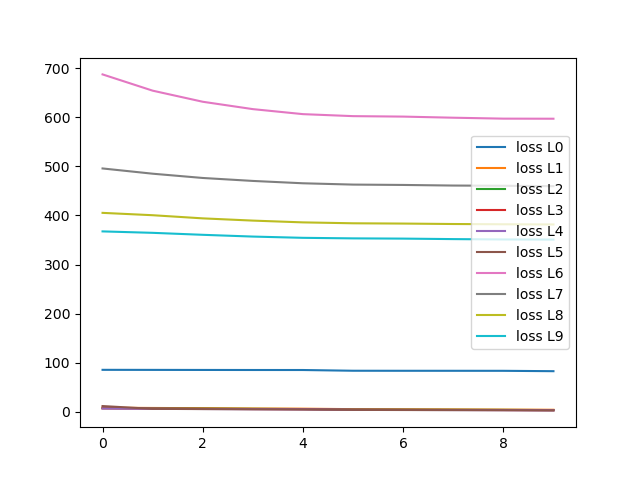 700
600
500
400
300
200
100
0
0 2 4 6 8
loss L0
loss L1
loss L2
loss L3
loss L4
loss L5
loss L6
loss L7
loss L8
loss L9